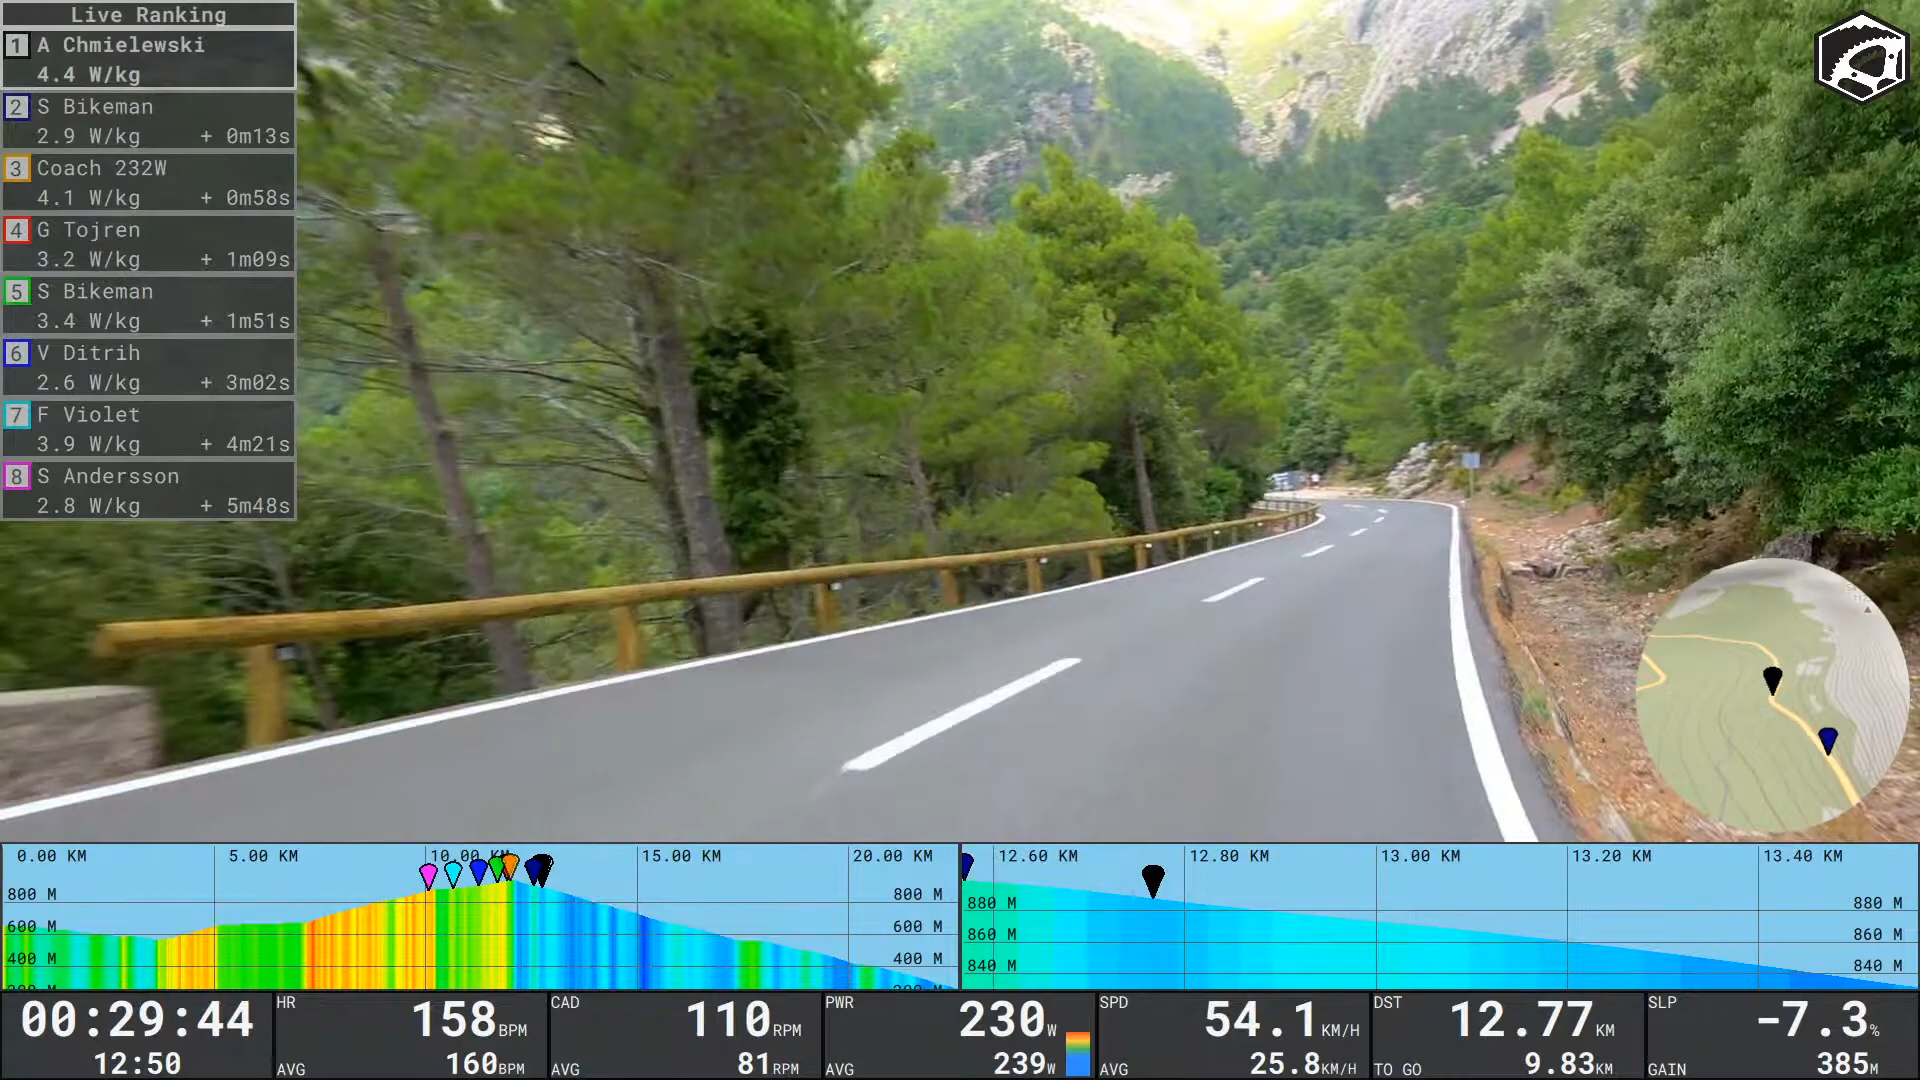 Live Ranking
1 A Chmielewski
4.4 W/kg
2 S Bikeman
2.9 W/kg + 0m13s
3 Coach 232W
4.1 W/kg + 0m58s
4 G Tojren
3.2 W/kg + 1m09s
5 S Bikeman
3.4 W/kg + 1m51s
6 V Ditrih
2.6 W/kg + 3m02s
7 F Violet
3.9 W/kg + 4m21s
8 S Andersson
2.8 W/kg + 5m48s
0.00 KM 5.00 KM 10.00 KM 15.00 KM 20.00 KM
800 M 800 M
600 M 600 M
400 M 400 M
12.60 KM 12.80 KM 13.00 KM 13.20 KM 13.40 KM
880 M 880 M
860 M 860 M
840 M 840 M
00:29:44
12:50
HR 158 BPM
AVG 160 BPM
CAD 110 RPM
AVG 81 RPM
PWR 230 W
AVG 239 W
SPD 54.1 KM/H
AVG 25.8 KM/H
DST 12.77 KM
TO GO 9.83 KM
SLP -7.3 %
GAIN 385 M